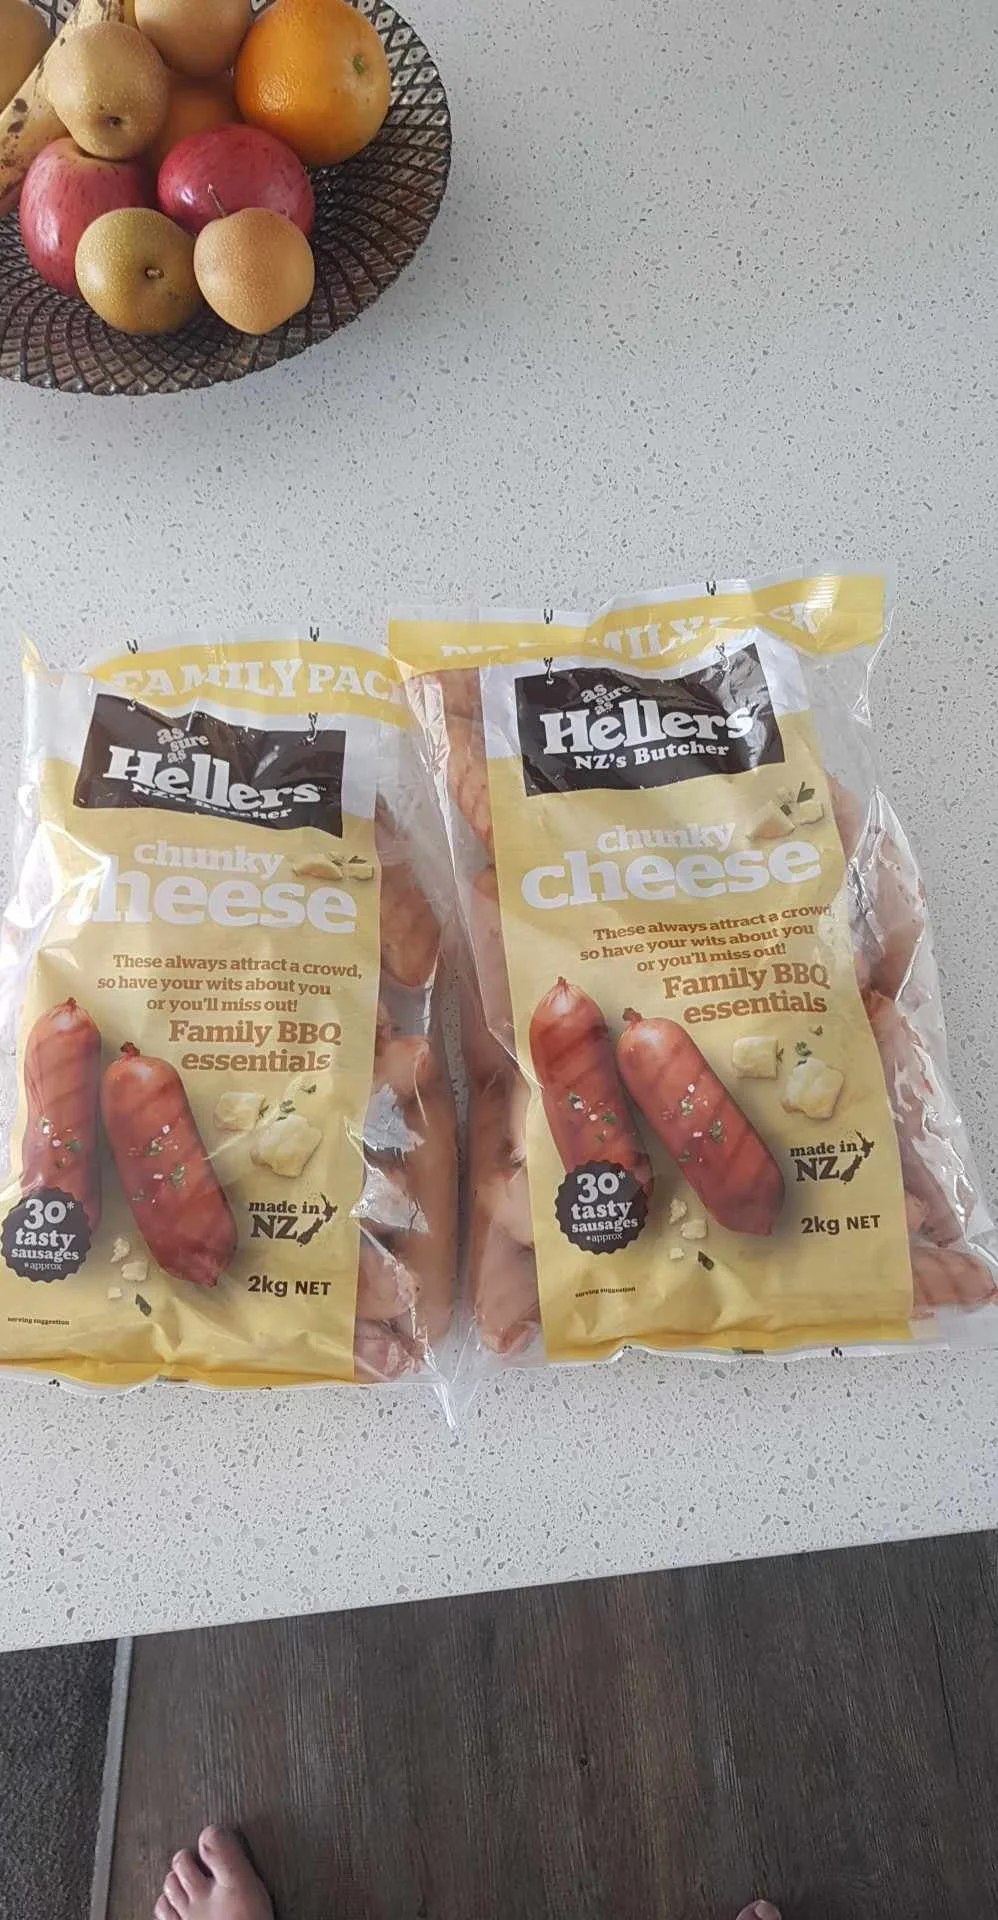 FAMILY PACK
as
sure
as
Hellers
NZ's Butcher
chunky
cheese
These always attract a crowd,
so have your wits about you
or you'll miss out!
Family BBQ
essentials
30*
tasty
sausages
*approx
made in
NZ
2kg NET
serving suggestion
as
sure
as
Hellers
NZ's Butcher
chunky
cheese
These always attract a crowd,
so have your wits about you
or you'll miss out!
Family BBQ
essentials
30*
tasty
sausages
*approx
made in
NZ
2kg NET
serving suggestion